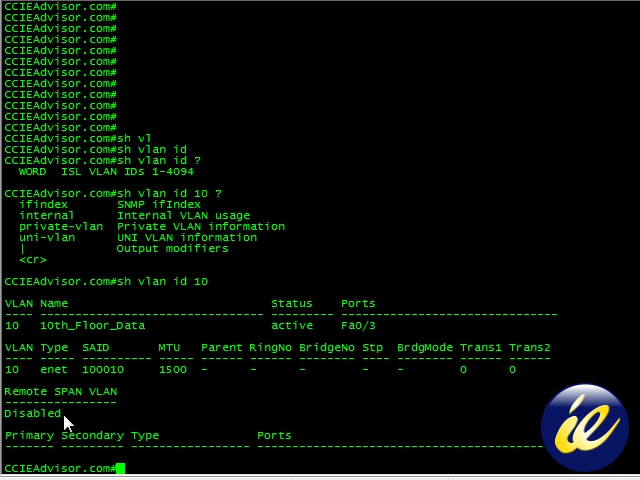 CCIEAdvisor.com#
CCIEAdvisor.com#
CCIEAdvisor.com#
CCIEAdvisor.com#
CCIEAdvisor.com#
CCIEAdvisor.com#
CCIEAdvisor.com#
CCIEAdvisor.com#
CCIEAdvisor.com#
CCIEAdvisor.com#
CCIEAdvisor.com#
CCIEAdvisor.com#
CCIEAdvisor.com#sh vl
CCIEAdvisor.com#sh vlan id
CCIEAdvisor.com#sh vlan id ?
  WORD  ISL VLAN IDs 1-4094
CCIEAdvisor.com#sh vlan id 10 ?
  ifindex       SNMP ifIndex
  internal      Internal VLAN usage
  private-vlan  Private VLAN information
  uni-vlan      UNI VLAN information
  |             Output modifiers
  <cr>
CCIEAdvisor.com#sh vlan id 10
VLAN Name                             Status    Ports
---- -------------------------------- --------- -------------------------------
10   10th_Floor_Data                  active    Fa0/3
VLAN Type  SAID       MTU   Parent RingNo BridgeNo Stp  BrdgMode Trans1 Trans2
---- ----- ---------- ----- ------ ------ -------- ---- -------- ------ ------
10   enet  100010     1500  -      -      -        -    -        0      0
Remote SPAN VLAN
----------------
Disabled
Primary Secondary Type              Ports
------- --------- ----------------- ------------------------------------------
CCIEAdvisor.com#
ie